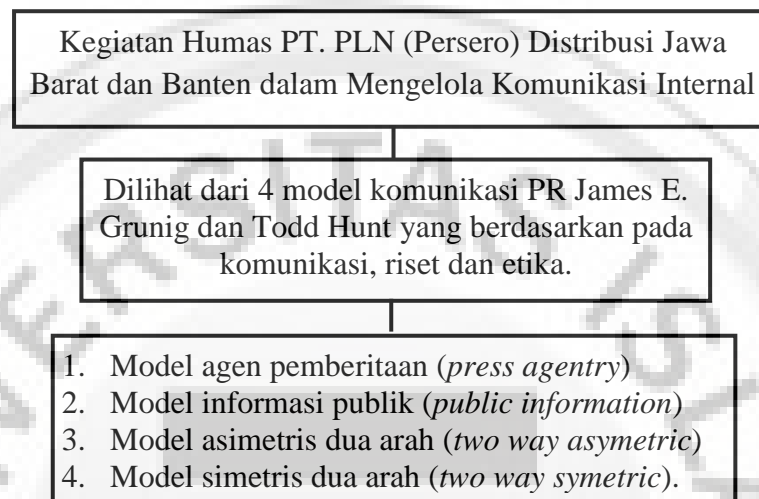 Kegiatan Humas PT. PLN (Persero) Distribusi Jawa
Barat dan Banten dalam Mengelola Komunikasi Internal
Dilihat dari 4 model komunikasi PR James E.
Grunig dan Todd Hunt yang berdasarkan pada
komunikasi, riset dan etika.
1. Model agen pemberitaan (press agentry)
2. Model informasi publik (public information)
3. Model asimetris dua arah (two way asymetric)
4. Model simetris dua arah (two way symetric).